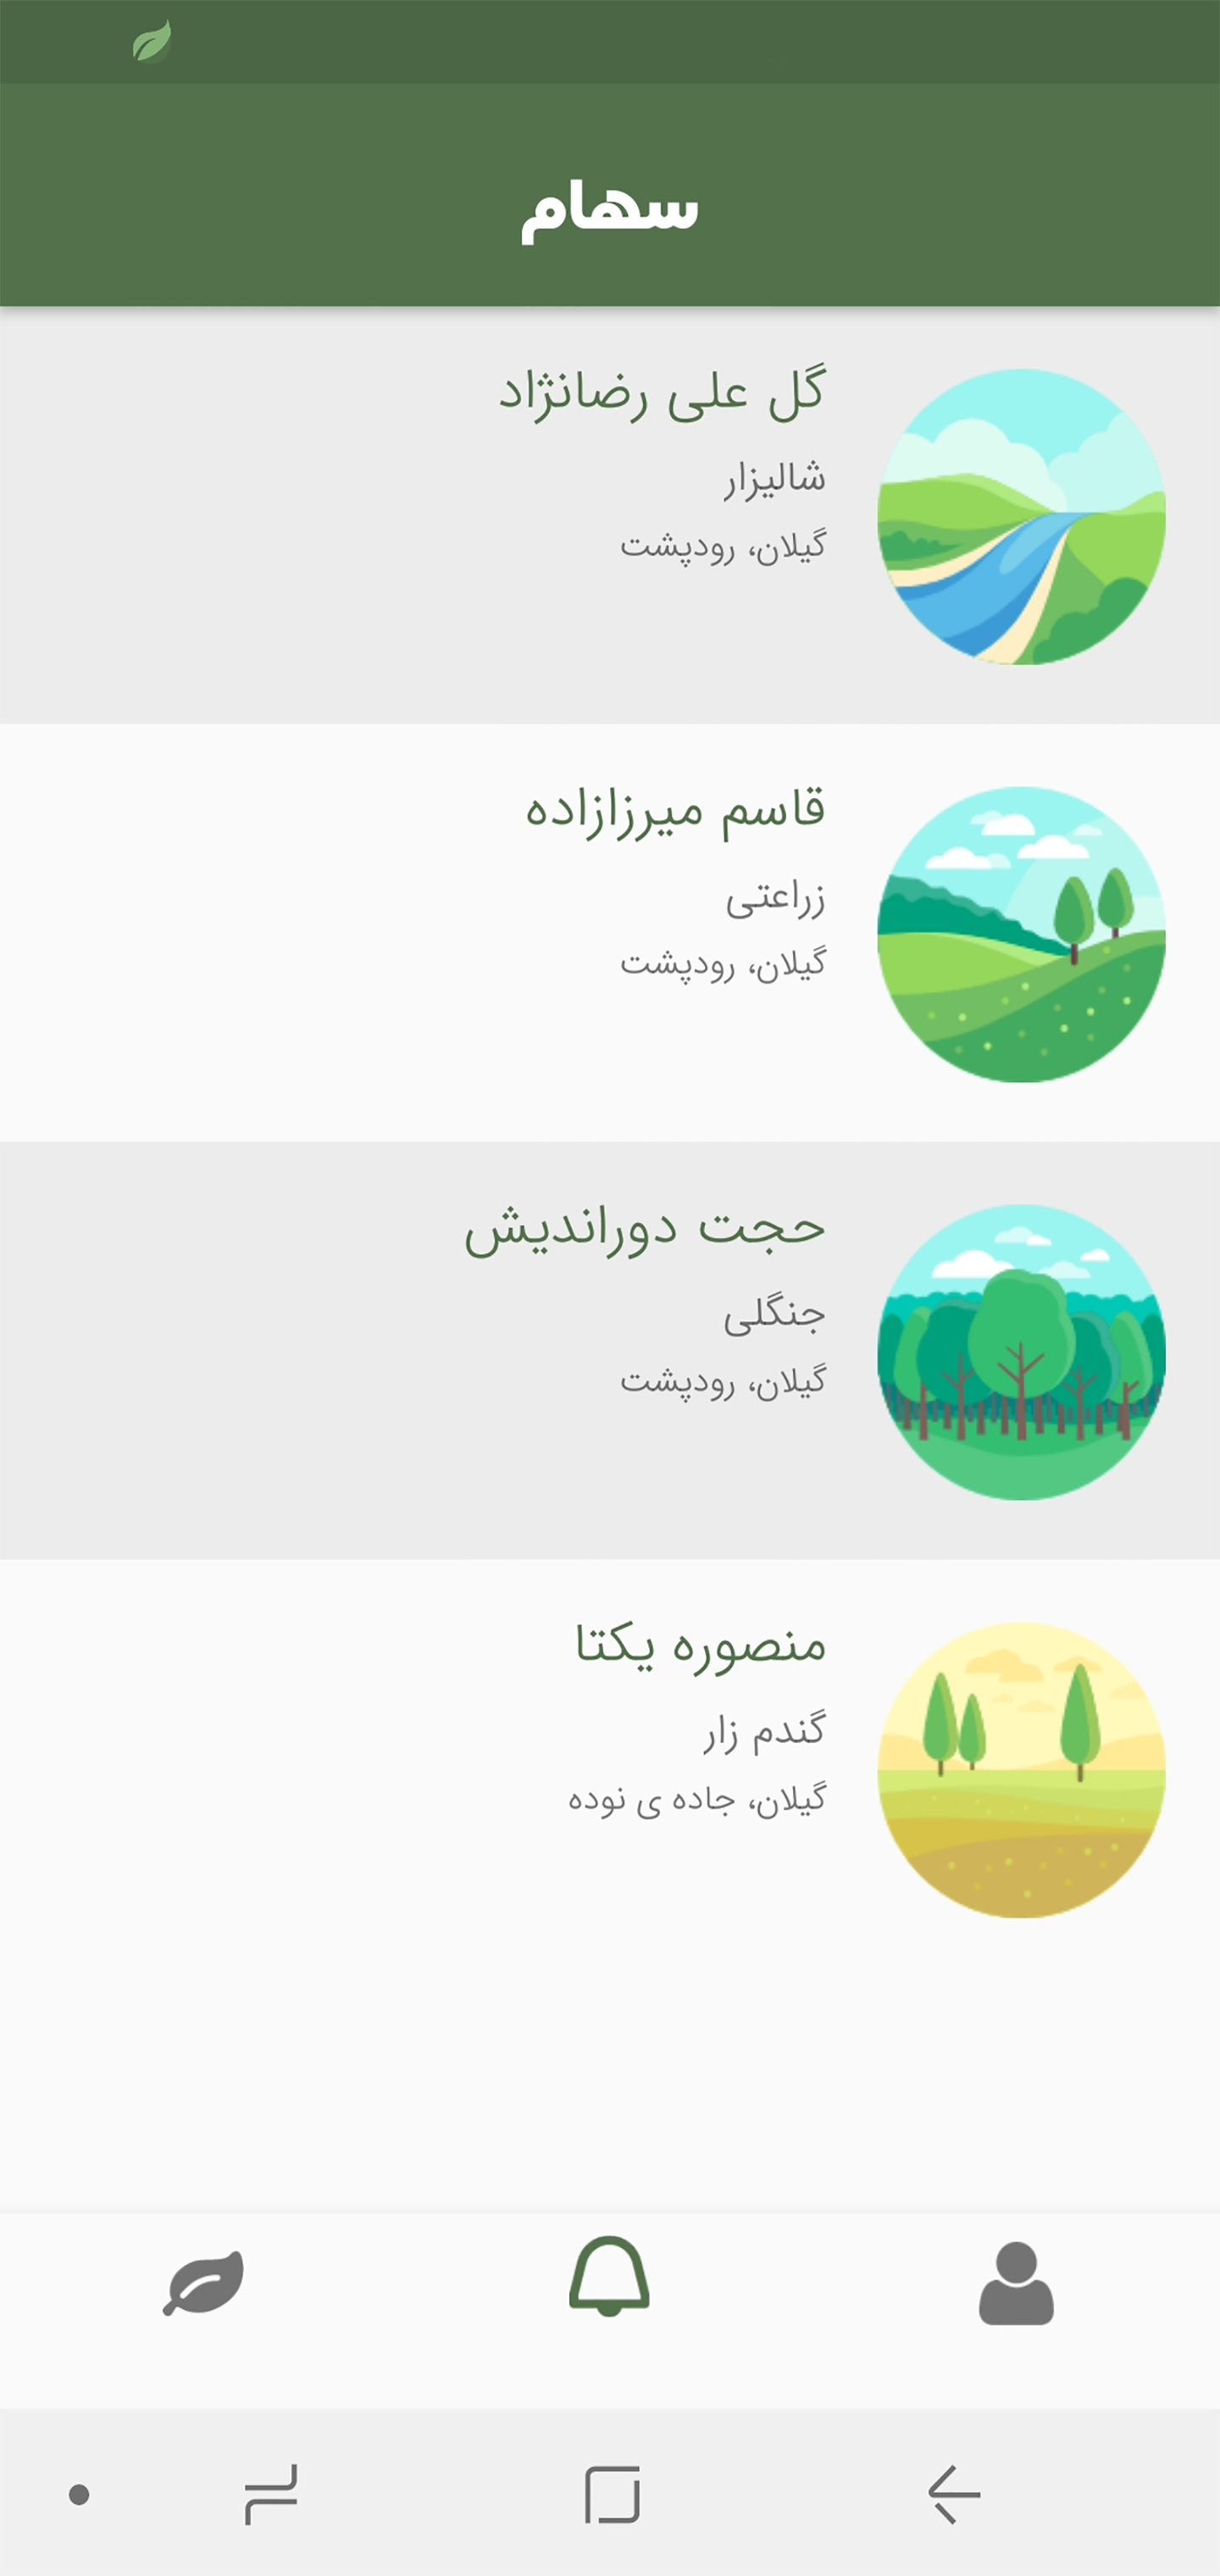 سهام
گل علی رضانژاد
شالیزار
گیلان، رودپشت
قاسم میرزازاده
زراعتی
گیلان، رودپشت
حجت دوراندیش
جنگلی
گیلان، رودپشت
منصوره یکتا
گندم زار
گیلان، جاده ی نوده